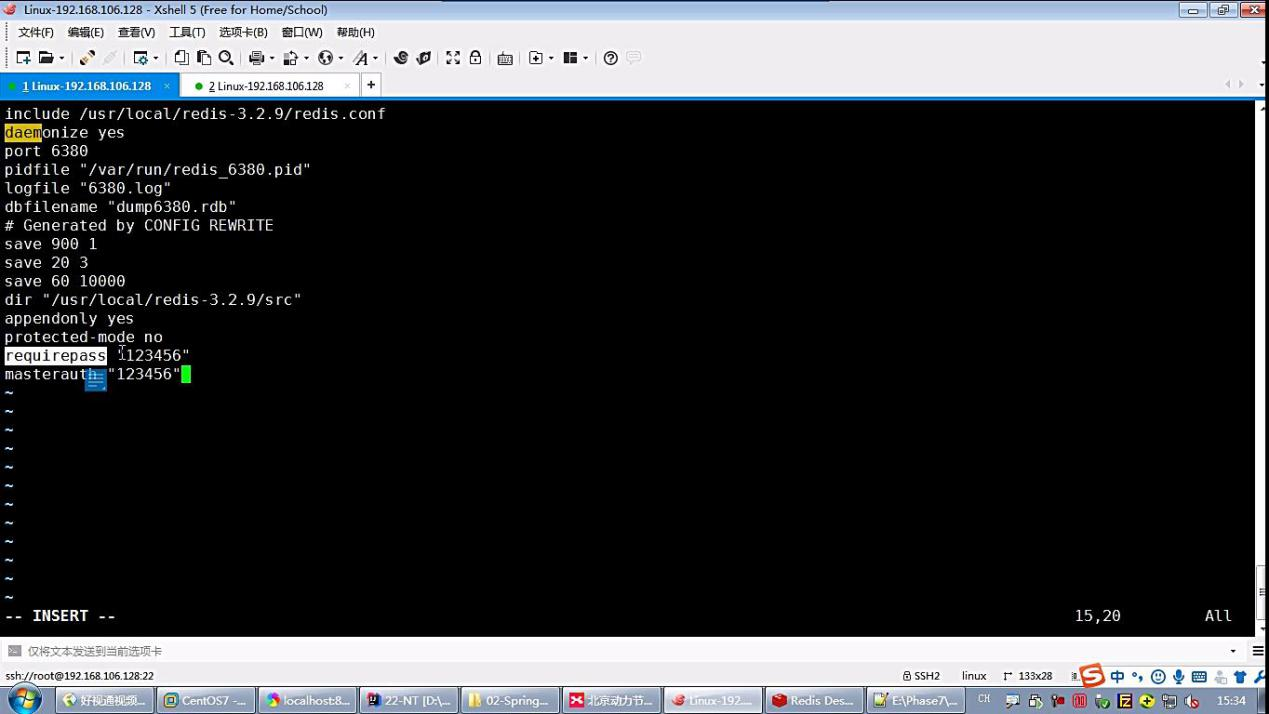 Linux-192.168.106.128 - Xshell 5 (Free for Home/School)
文件(F) 编辑(E) 查看(V) 工具(T) 选项卡(B) 窗口(W) 帮助(H)
1 Linux-192.168.106.128 × 2 Linux-192.168.106.128 × +
include /usr/local/redis-3.2.9/redis.conf
daemonize yes
port 6380
pidfile "/var/run/redis_6380.pid"
logfile "6380.log"
dbfilename "dump6380.rdb"
# Generated by CONFIG REWRITE
save 900 1
save 20 3
save 60 10000
dir "/usr/local/redis-3.2.9/src"
appendonly yes
protected-mode no
requirepass "123456"
masterauth "123456"
~
~
~
~
~
~
~
~
~
~
~
~
-- INSERT -- 15,20 All
仅将文本发送到当前选项卡
ssh://root@192.168.106.128:22 SSH2 linux 133x28 中
好视通视频... CentOS7 -... localhost:8... 22-NT [D:\... 02-Spring... 北京动力节... Linux-192.... Redis Des... E:\Phase7\... CH 15:34